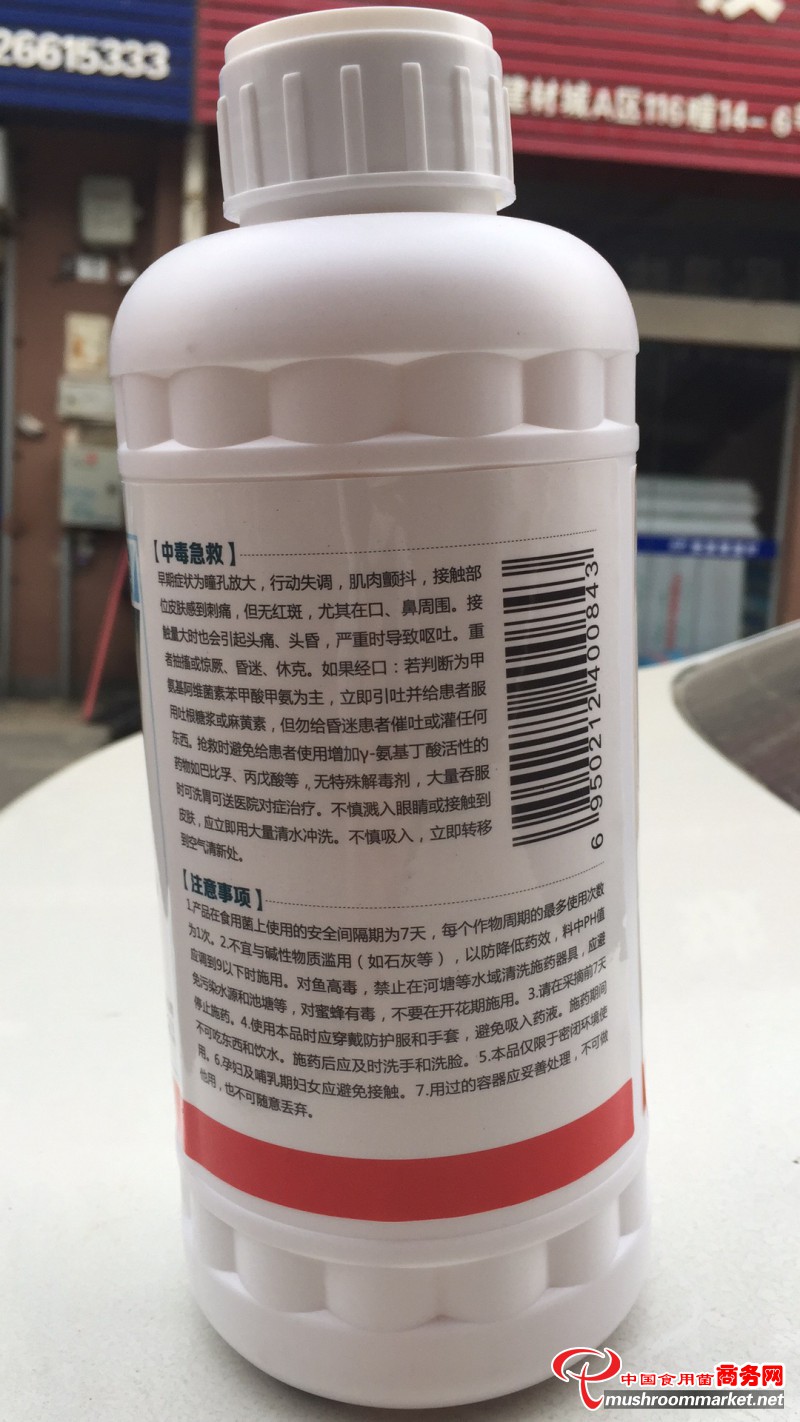 26615333
建材城A区116幢14-6号
【中毒急救】
早期症状为瞳孔放大，行动失调，肌肉颤抖，接触部
位皮肤感到刺痛，但无红斑，尤其在口、鼻周围。接
触量大时也会引起头痛、头昏，严重时导致呕吐。重
者抽搐或惊厥、昏迷、休克。如果经口：若判断为甲
氨基阿维菌素苯甲酸甲氨为主，立即引吐并给患者服
用吐根糖浆或麻黄素，但勿给昏迷患者催吐或灌任何
东西。抢救时避免给患者使用增加γ-氨基丁酸活性的
药物如巴比孚、丙戊酸等，无特殊解毒剂，大量吞服
时可洗胃可送医院对症治疗。不慎溅入眼睛或接触到
皮肤，应立即用大量清水冲洗。不慎吸入，立即转移
到空气清新处。
6950212400843
【注意事项】
1.产品在食用菌上使用的安全间隔期为7天，每个作物周期的最多使用次数
为1次。2.不宜与碱性物质滥用（如石灰等），以防降低药效，料中PH值
应调到9以下时施用。对鱼高毒，禁止在河塘等水域清洗施药器具，应避
免污染水源和池塘等，对蜜蜂有毒，不要在开花期施用。3.请在采摘前7天
停止施药。4.使用本品时应穿戴防护服和手套，避免吸入药液。施药期间
不可吃东西和饮水。施药后应及时洗手和洗脸。5.本品仅限于密闭环境使
用。6.孕妇及哺乳期妇女应避免接触。7.用过的容器应妥善处理，不可做
他用，也不可随意丢弃。
中国食用菌商务网
mushroommarket.net